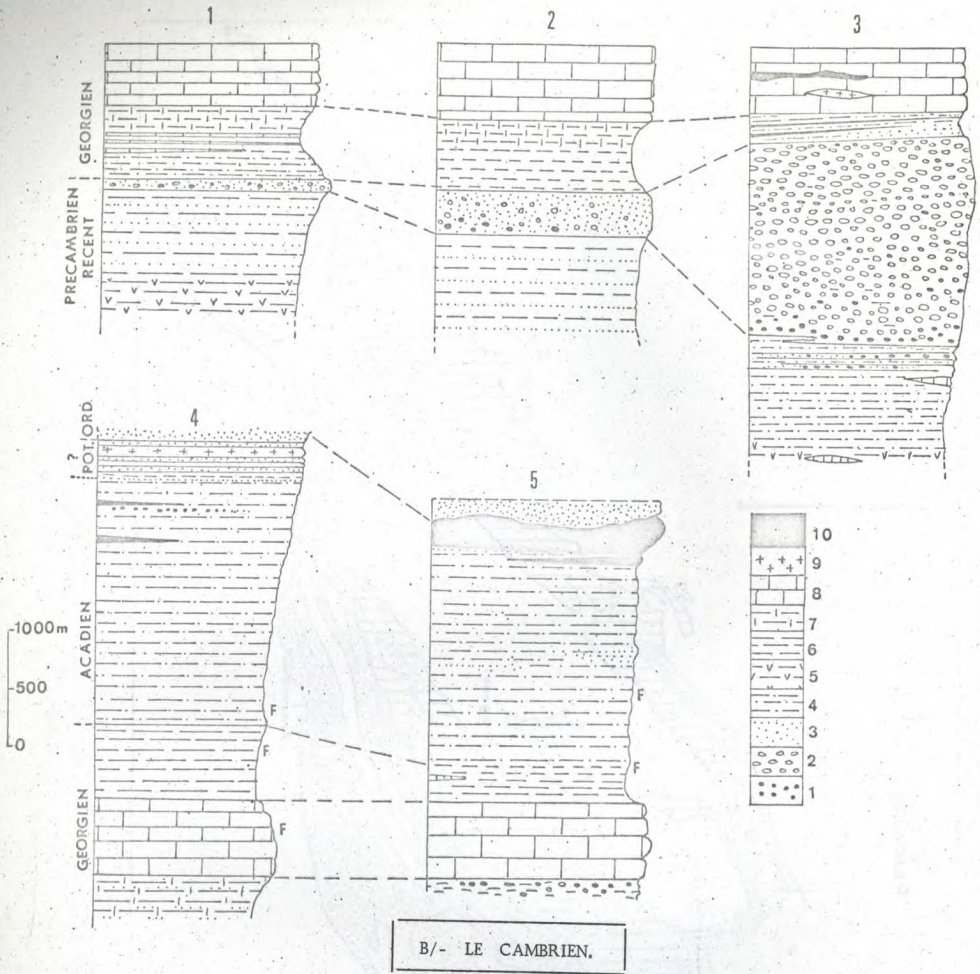 1
2
3
GEORGIEN
PRECAMBRIEN
RECENT
4
5
?
POT.
ORD.
ACADIEN
GEORGIEN
1000m
500
0
F
F
F
F
F
10
9
8
7
6
5
4
3
2
1
B/- LE CAMBRIEN.